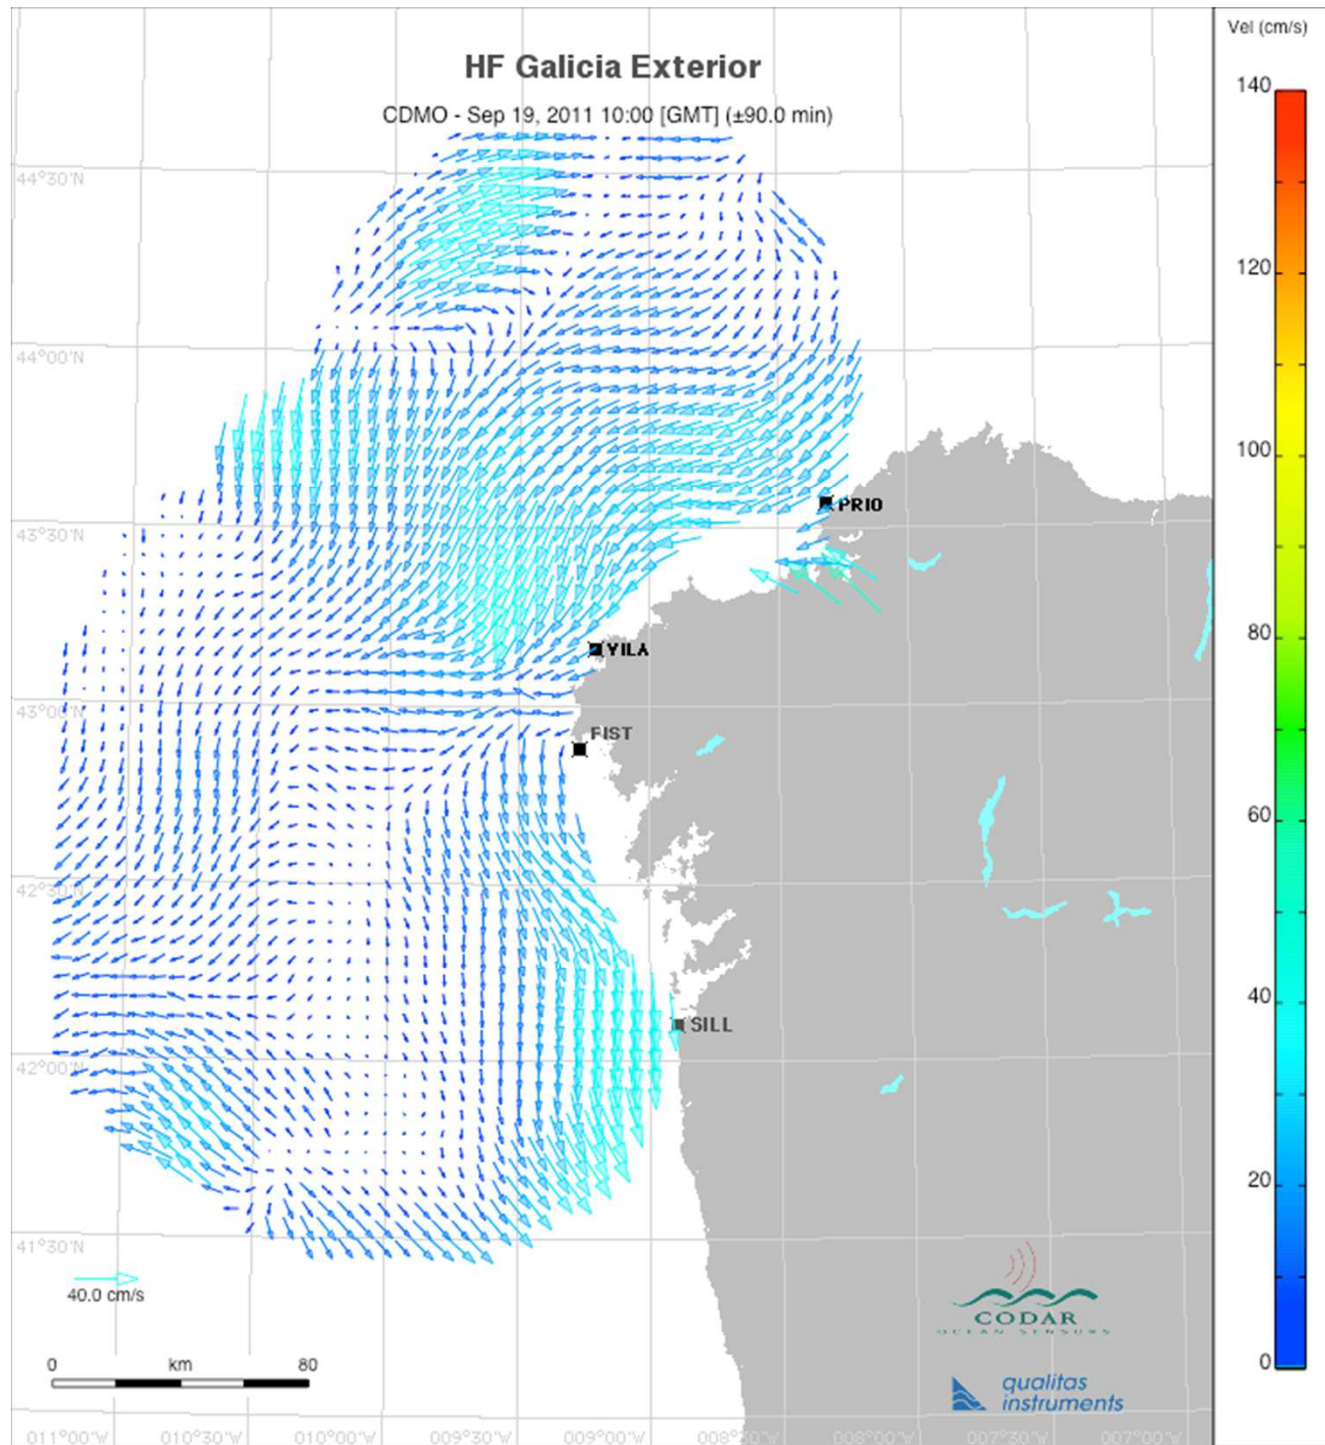 Vel (cm/s)
HF Galicia Exterior
CDMO - Sep 19, 2011 10:00 [GMT] (±90.0 min)
140
120
100
80
60
40
20
0
44°30'N
44°00'N
43°30'N
43°00'N
42°30'N
42°00'N
41°30'N
PRIO
VILA
FIST
SILL
40.0 cm/s
0 km 80
CODAR
OCEAN SENSORS
qualitas
instruments
011°00'W 010°30'W 010°00'W 009°30'W 009°00'W 008°30'W 008°00'W 007°30'W 007°00'W